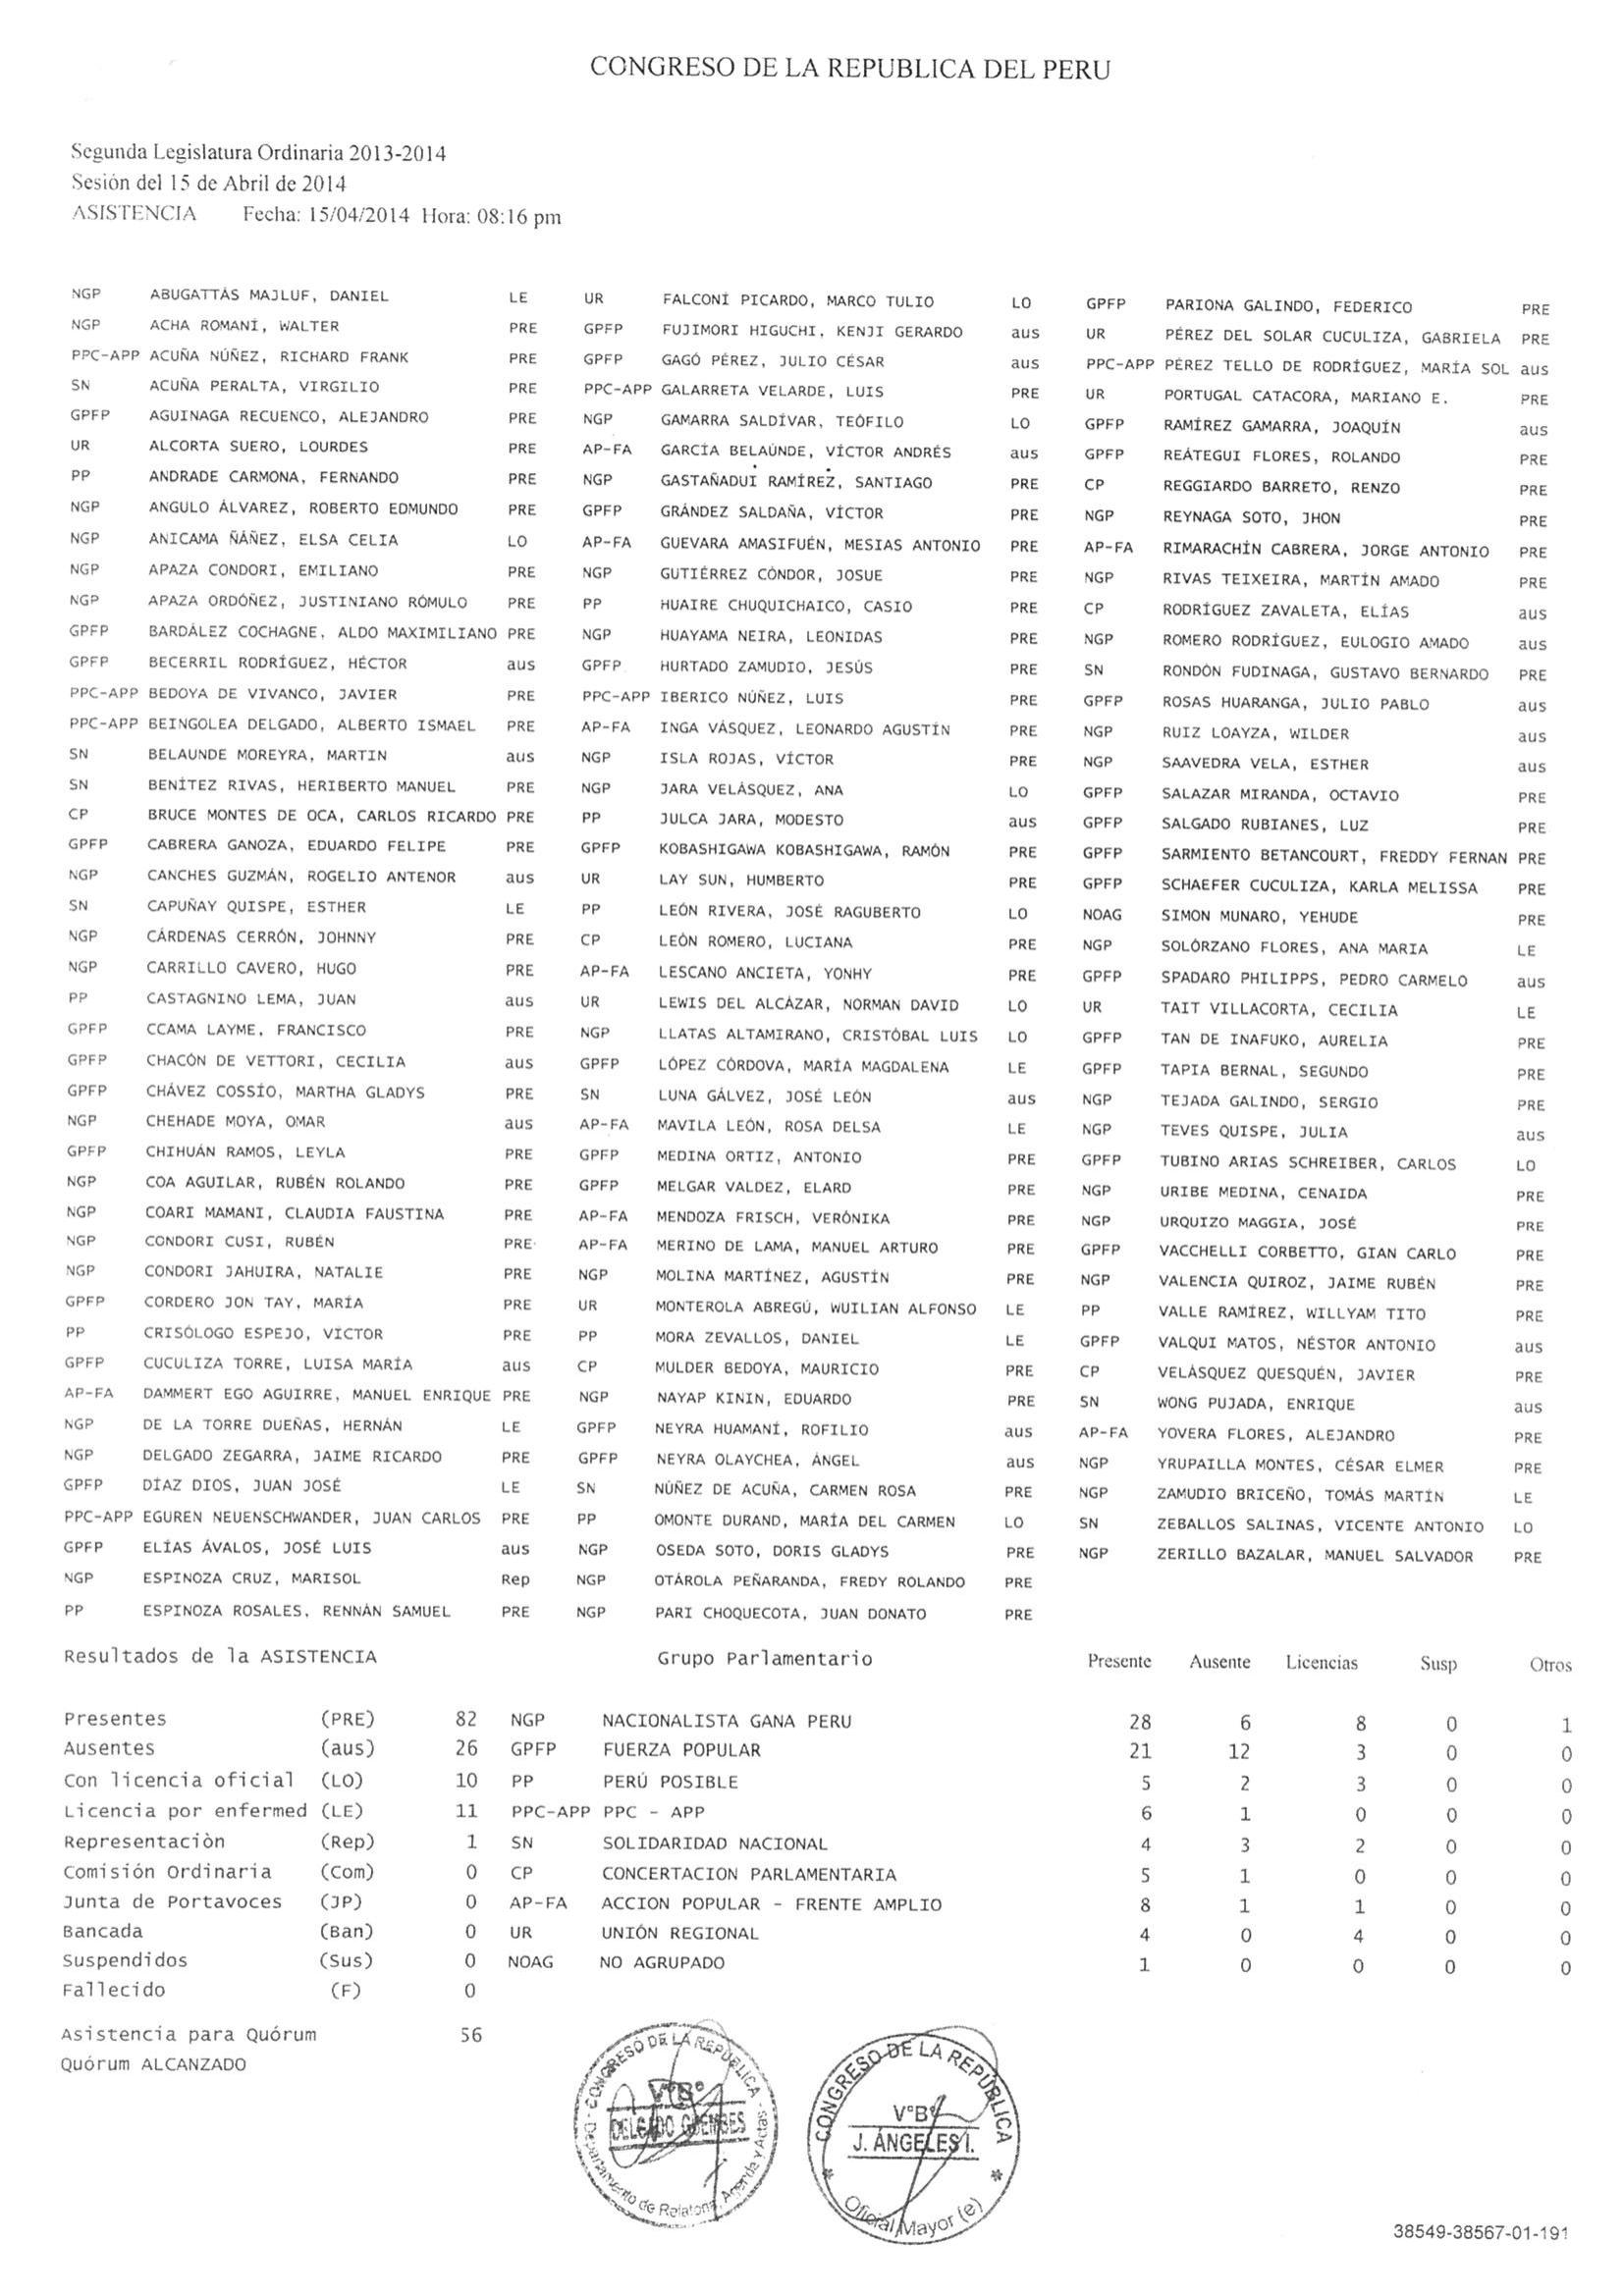 CONGRESO DE LA REPUBLICA DEL PERU
Segunda Legislatura Ordinaria 2013-2014
Sesión del 15 de Abril de 2014
ASISTENCIA Fecha: 15/04/2014 Hora: 08:16 pm
NGP ABUGATTÁS MAJLUF, DANIEL LE
NGP ACHA ROMANÍ, WALTER PRE
PPC-APP ACUÑA NÚÑEZ, RICHARD FRANK PRE
SN ACUÑA PERALTA, VIRGILIO PRE
GPFP AGUINAGA RECUENCO, ALEJANDRO PRE
UR ALCORTA SUERO, LOURDES PRE
PP ANDRADE CARMONA, FERNANDO PRE
NGP ANGULO ÁLVAREZ, ROBERTO EDMUNDO PRE
NGP ANICAMA ÑÁÑEZ, ELSA CELIA LO
NGP APAZA CONDORI, EMILIANO PRE
NGP APAZA ORDÓÑEZ, JUSTINIANO RÓMULO PRE
GPFP BARDÁLEZ COCHAGNE, ALDO MAXIMILIANO PRE
GPFP BECERRIL RODRÍGUEZ, HÉCTOR aus
PPC-APP BEDOYA DE VIVANCO, JAVIER PRE
PPC-APP BEINGOLEA DELGADO, ALBERTO ISMAEL PRE
SN BELAUNDE MOREYRA, MARTIN aus
SN BENÍTEZ RIVAS, HERIBERTO MANUEL PRE
CP BRUCE MONTES DE OCA, CARLOS RICARDO PRE
GPFP CABRERA GANOZA, EDUARDO FELIPE PRE
NGP CANCHES GUZMÁN, ROGELIO ANTENOR aus
SN CAPUÑAY QUISPE, ESTHER LE
NGP CÁRDENAS CERRÓN, JOHNNY PRE
NGP CARRILLO CAVERO, HUGO PRE
PP CASTAGNINO LEMA, JUAN aus
GPFP CCAMA LAYME, FRANCISCO PRE
GPFP CHACÓN DE VETTORI, CECILIA aus
GPFP CHÁVEZ COSSÍO, MARTHA GLADYS PRE
NGP CHEHADE MOYA, OMAR aus
GPFP CHIHUÁN RAMOS, LEYLA PRE
NGP COA AGUILAR, RUBÉN ROLANDO PRE
NGP COARI MAMANI, CLAUDIA FAUSTINA PRE
NGP CONDORI CUSI, RUBÉN PRE
NGP CONDORI JAHUIRA, NATALIE PRE
GPFP CORDERO JON TAY, MARÍA PRE
PP CRISÓLOGO ESPEJO, VÍCTOR PRE
GPFP CUCULIZA TORRE, LUISA MARÍA aus
AP-FA DAMMERT EGO AGUIRRE, MANUEL ENRIQUE PRE
NGP DE LA TORRE DUEÑAS, HERNÁN LE
NGP DELGADO ZEGARRA, JAIME RICARDO PRE
GPFP DÍAZ DIOS, JUAN JOSÉ LE
PPC-APP EGUREN NEUENSCHWANDER, JUAN CARLOS PRE
GPFP ELÍAS ÁVALOS, JOSÉ LUIS aus
NGP ESPINOZA CRUZ, MARISOL Rep
PP ESPINOZA ROSALES, RENNÁN SAMUEL PRE
UR FALCONÍ PICARDO, MARCO TULIO LO
GPFP FUJIMORI HIGUCHI, KENJI GERARDO aus
GPFP GAGÓ PÉREZ, JULIO CÉSAR aus
PPC-APP GALARRETA VELARDE, LUIS PRE
NGP GAMARRA SALDÍVAR, TEÓFILO LO
AP-FA GARCÍA BELAÚNDE, VÍCTOR ANDRÉS aus
NGP GASTAÑADUI RAMÍREZ, SANTIAGO PRE
GPFP GRÁNDEZ SALDAÑA, VÍCTOR PRE
AP-FA GUEVARA AMASIFUÉN, MESIAS ANTONIO PRE
NGP GUTIÉRREZ CÓNDOR, JOSUE PRE
PP HUAIRE CHUQUICHAICO, CASIO PRE
NGP HUAYAMA NEIRA, LEONIDAS PRE
GPFP HURTADO ZAMUDIO, JESÚS PRE
PPC-APP IBERICO NÚÑEZ, LUIS PRE
AP-FA INGA VÁSQUEZ, LEONARDO AGUSTÍN PRE
NGP ISLA ROJAS, VÍCTOR PRE
NGP JARA VELÁSQUEZ, ANA LO
PP JULCA JARA, MODESTO aus
GPFP KOBASHIGAWA KOBASHIGAWA, RAMÓN PRE
UR LAY SUN, HUMBERTO PRE
PP LEÓN RIVERA, JOSÉ RAGUBERTO LO
CP LEÓN ROMERO, LUCIANA PRE
AP-FA LESCANO ANCIETA, YONHY PRE
UR LEWIS DEL ALCÁZAR, NORMAN DAVID LO
NGP LLATAS ALTAMIRANO, CRISTÓBAL LUIS LO
GPFP LÓPEZ CÓRDOVA, MARÍA MAGDALENA LE
SN LUNA GÁLVEZ, JOSÉ LEÓN aus
AP-FA MAVILA LEÓN, ROSA DELSA LE
GPFP MEDINA ORTIZ, ANTONIO PRE
GPFP MELGAR VALDEZ, ELARD PRE
AP-FA MENDOZA FRISCH, VERÓNIKA PRE
AP-FA MERINO DE LAMA, MANUEL ARTURO PRE
NGP MOLINA MARTÍNEZ, AGUSTÍN PRE
UR MONTEROLA ABREGÚ, WUILIAN ALFONSO LE
PP MORA ZEVALLOS, DANIEL LE
CP MULDER BEDOYA, MAURICIO PRE
NGP NAYAP KININ, EDUARDO PRE
GPFP NEYRA HUAMANÍ, ROFILIO aus
GPFP NEYRA OLAYCHEA, ÁNGEL aus
SN NÚÑEZ DE ACUÑA, CARMEN ROSA PRE
PP OMONTE DURAND, MARÍA DEL CARMEN LO
NGP OSEDA SOTO, DORIS GLADYS PRE
NGP OTÁROLA PEÑARANDA, FREDY ROLANDO PRE
NGP PARI CHOQUECOTA, JUAN DONATO PRE
GPFP PARIONA GALINDO, FEDERICO PRE
UR PÉREZ DEL SOLAR CUCULIZA, GABRIELA PRE
PPC-APP PÉREZ TELLO DE RODRÍGUEZ, MARÍA SOL aus
UR PORTUGAL CATACORA, MARIANO E. PRE
GPFP RAMÍREZ GAMARRA, JOAQUÍN aus
GPFP REÁTEGUI FLORES, ROLANDO PRE
CP REGGIARDO BARRETO, RENZO PRE
NGP REYNAGA SOTO, JHON PRE
AP-FA RIMARACHÍN CABRERA, JORGE ANTONIO PRE
NGP RIVAS TEIXEIRA, MARTÍN AMADO PRE
CP RODRÍGUEZ ZAVALETA, ELÍAS aus
NGP ROMERO RODRÍGUEZ, EULOGIO AMADO aus
SN RONDÓN FUDINAGA, GUSTAVO BERNARDO PRE
GPFP ROSAS HUARANGA, JULIO PABLO aus
NGP RUIZ LOAYZA, WILDER aus
NGP SAAVEDRA VELA, ESTHER aus
GPFP SALAZAR MIRANDA, OCTAVIO PRE
GPFP SALGADO RUBIANES, LUZ PRE
GPFP SARMIENTO BETANCOURT, FREDDY FERNAN PRE
GPFP SCHAEFER CUCULIZA, KARLA MELISSA PRE
NOAG SIMON MUNARO, YEHUDE PRE
NGP SOLÓRZANO FLORES, ANA MARIA LE
GPFP SPADARO PHILIPPS, PEDRO CARMELO aus
UR TAIT VILLACORTA, CECILIA LE
GPFP TAN DE INAFUKO, AURELIA PRE
GPFP TAPIA BERNAL, SEGUNDO PRE
NGP TEJADA GALINDO, SERGIO PRE
NGP TEVES QUISPE, JULIA aus
GPFP TUBINO ARIAS SCHREIBER, CARLOS LO
NGP URIBE MEDINA, CENAIDA PRE
NGP URQUIZO MAGGIA, JOSÉ PRE
GPFP VACCHELLI CORBETTO, GIAN CARLO PRE
NGP VALENCIA QUIROZ, JAIME RUBÉN PRE
PP VALLE RAMÍREZ, WILLYAM TITO PRE
GPFP VALQUI MATOS, NÉSTOR ANTONIO aus
CP VELÁSQUEZ QUESQUÉN, JAVIER PRE
SN WONG PUJADA, ENRIQUE aus
AP-FA YOVERA FLORES, ALEJANDRO PRE
NGP YRUPAILLA MONTES, CÉSAR ELMER PRE
NGP ZAMUDIO BRICEÑO, TOMÁS MARTÍN LE
SN ZEBALLOS SALINAS, VICENTE ANTONIO LO
NGP ZERILLO BAZALAR, MANUEL SALVADOR PRE
Resultados de la ASISTENCIA
Presentes (PRE) 82
Ausentes (aus) 26
Con licencia oficial (LO) 10
Licencia por enfermed (LE) 11
Representación (Rep) 1
Comisión Ordinaria (Com) 0
Junta de Portavoces (JP) 0
Bancada (Ban) 0
Suspendidos (Sus) 0
Fallecido (F) 0
Asistencia para Quórum 56
Quórum ALCANZADO
Grupo Parlamentario Presente Ausente Licencias Susp Otros
NGP NACIONALISTA GANA PERU 28 6 8 0 1
GPFP FUERZA POPULAR 21 12 3 0 0
PP PERÚ POSIBLE 5 2 3 0 0
PPC-APP PPC - APP 6 1 0 0 0
SN SOLIDARIDAD NACIONAL 4 3 2 0 0
CP CONCERTACION PARLAMENTARIA 5 1 0 0 0
AP-FA ACCION POPULAR - FRENTE AMPLIO 8 1 1 0 0
UR UNIÓN REGIONAL 4 0 4 0 0
NOAG NO AGRUPADO 1 0 0 0 0
CONGRESO DE LA REPÚBLICA
V°B°
DELGADO GUEMBES
Departamento de Relatoría, Agenda y Actas
CONGRESO DE LA REPÚBLICA
V°B°
J. ÁNGELES I.
Oficial Mayor (e)
38549-38567-01-191